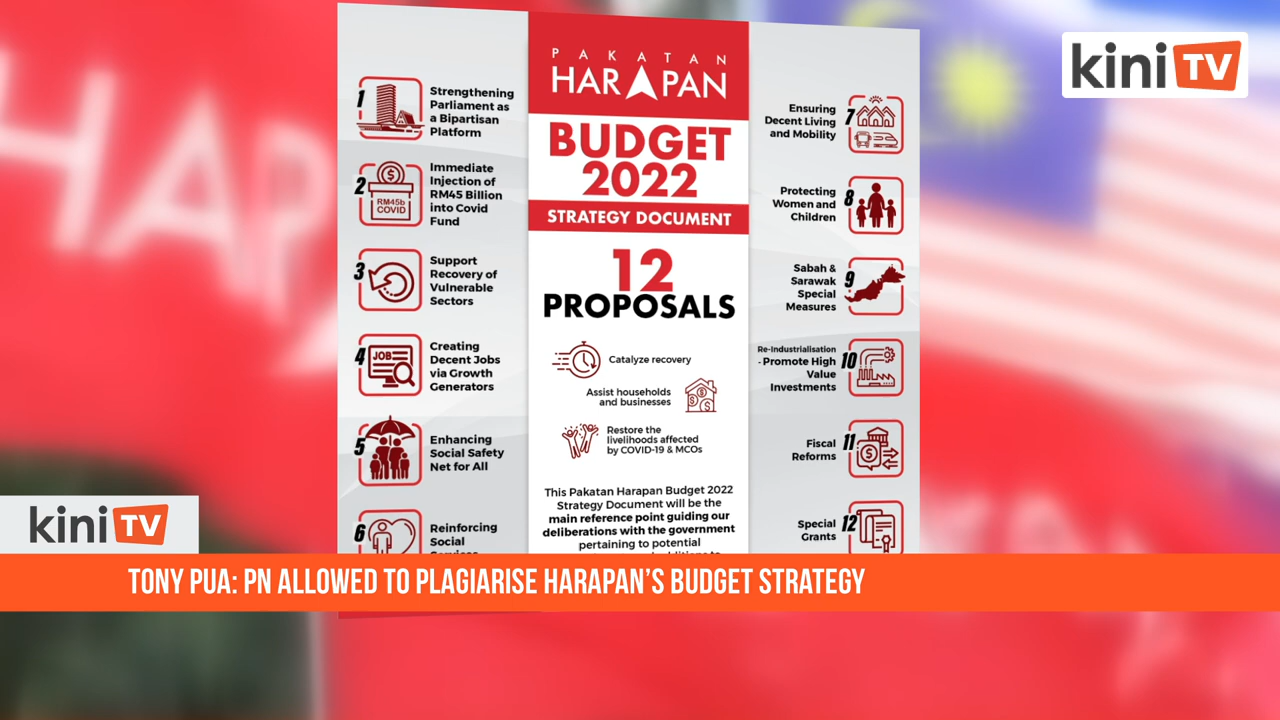 kini TV
PAKATAN
HARAPAN
BUDGET
2022
STRATEGY DOCUMENT
12
PROPOSALS
Catalyze recovery
Assist households
and businesses
Restore the
livelihoods affected
by COVID-19 & MCOs
This Pakatan Harapan Budget 2022
Strategy Document will be the
main reference point guiding our
deliberations with the government
pertaining to potential
1
Strengthening
Parliament as
a Bipartisan
Platform
2
RM45b
COVID
Immediate
Injection of
RM45 Billion
into Covid
Fund
3
Support
Recovery of
Vulnerable
Sectors
4
JOB
Creating
Decent Jobs
via Growth
Generators
5
Enhancing
Social Safety
Net for All
6
Reinforcing
Social
Ensuring
Decent Living
and Mobility
7
Protecting
Women and
Children
8
Sabah &
Sarawak
Special
Measures
9
Re-Industrialisation
- Promote High
Value
Investments
10
Fiscal
Reforms
11
Special
Grants
12
kini TV
TONY PUA: PN ALLOWED TO PLAGIARISE HARAPAN'S BUDGET STRATEGY